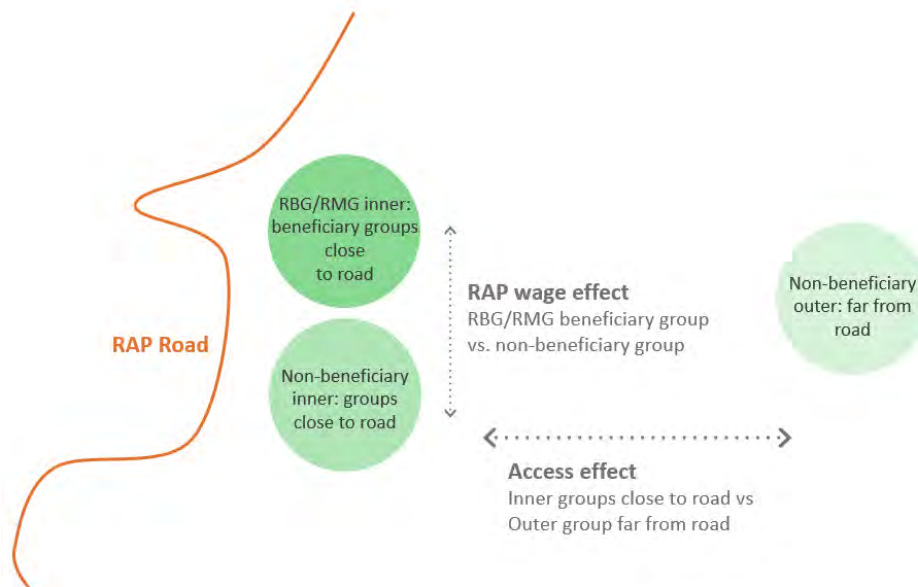 RBG/RMG inner:
beneficiary groups
close
to road
RAP wage effect
RBG/RMG beneficiary group
vs. non-beneficiary group
Non-beneficiary
outer: far from
road
RAP Road
Non-beneficiary
inner: groups
close to road
Access effect
Inner groups close to road vs
Outer group far from road